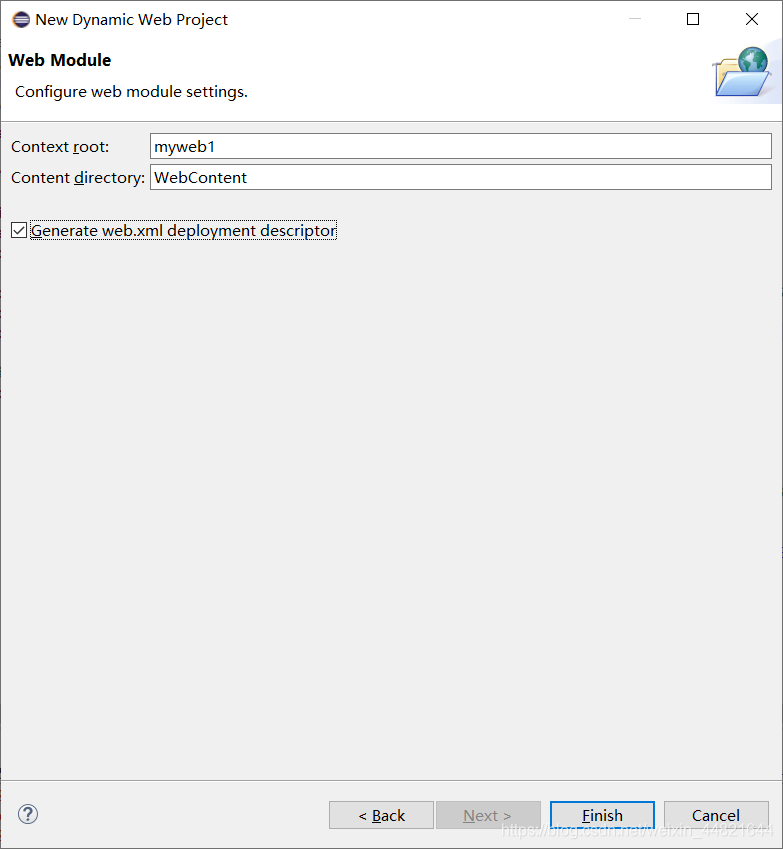 New Dynamic Web Project
Web Module
Configure web module settings.
Context root: myweb1
Content directory: WebContent
Generate web.xml deployment descriptor
?
< Back Next > Finish Cancel
https://blog.csdn.net/weixin_44821644